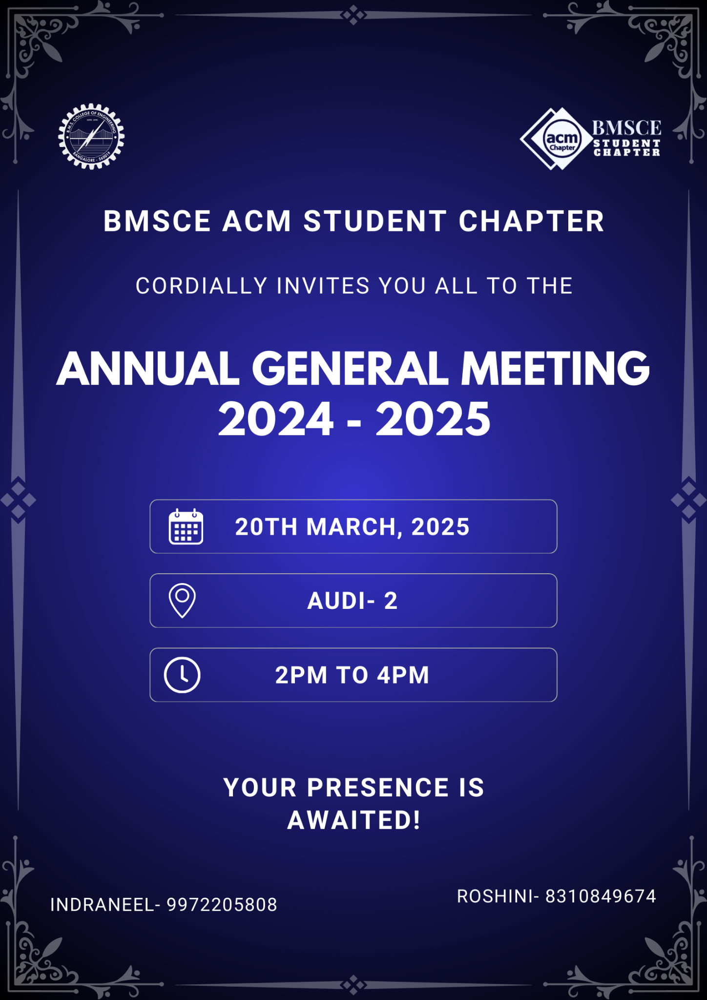 B.M.S. COLLEGE OF ENGINEERING
ESTD. 1946
BANGALORE - 560019
acm
Chapter
BMSCE
STUDENT
CHAPTER
BMSCE ACM STUDENT CHAPTER
CORDIALLY INVITES YOU ALL TO THE
ANNUAL GENERAL MEETING
2024 - 2025
20TH MARCH, 2025
AUDI- 2
2PM TO 4PM
YOUR PRESENCE IS
AWAITED!
INDRANEEL- 9972205808
ROSHINI- 8310849674